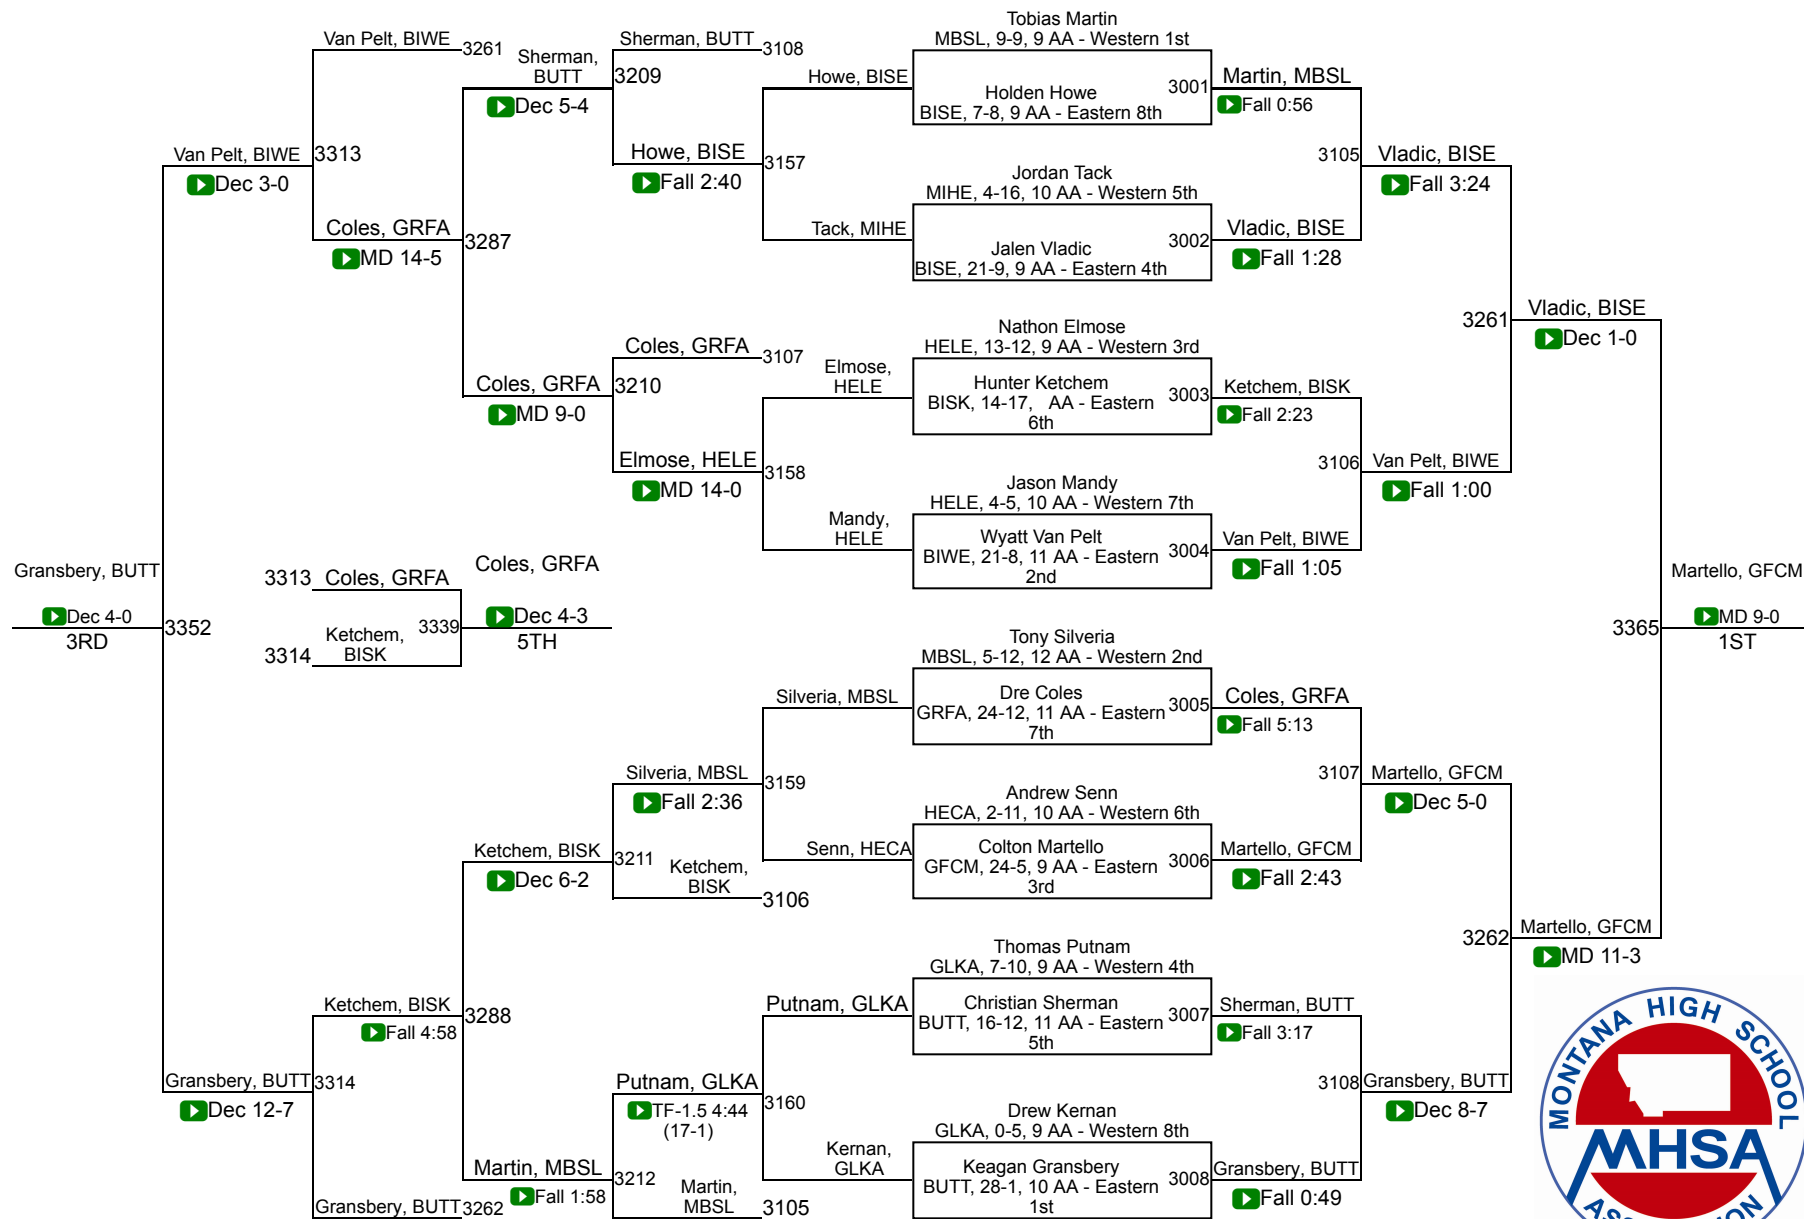 Tobias Martin
MBSL, 9-9, 9 AA - Western 1st
Van Pelt, BIWE
3261
Sherman, BUTT
3108
Sherman,
BUTT
3209
Dec 5-4
Howe, BISE
Holden Howe
BISE, 7-8, 9 AA - Eastern 8th
3001
Martin, MBSL
Fall 0:56
Van Pelt, BIWE
3313
Dec 3-0
Howe, BISE
3157
Fall 2:40
3105
Vladic, BISE
Fall 3:24
Jordan Tack
MIHE, 4-16, 10 AA - Western 5th
Coles, GRFA
3287
MD 14-5
Tack, MIHE
Jalen Vladic
BISE, 21-9, 9 AA - Eastern 4th
3002
Vladic, BISE
Fall 1:28
3261
Vladic, BISE
Dec 1-0
Nathon Elmose
HELE, 13-12, 9 AA - Western 3rd
Coles, GRFA
3107
Coles, GRFA
3210
MD 9-0
Elmose,
HELE
Hunter Ketchem
BISK, 14-17, AA - Eastern
6th
3003
Ketchem, BISK
Fall 2:23
Elmose, HELE
3158
MD 14-0
3106
Van Pelt, BIWE
Fall 1:00
Jason Mandy
HELE, 4-5, 10 AA - Western 7th
Mandy,
HELE
Wyatt Van Pelt
BIWE, 21-8, 11 AA - Eastern
2nd
3004
Van Pelt, BIWE
Fall 1:05
Gransbery, BUTT
Dec 4-0
3RD
3352
3313
Coles, GRFA
Ketchem,
BISK
3314
3339
Coles, GRFA
Dec 4-3
5TH
3365
Martello, GFCM
MD 9-0
1ST
Tony Silveria
MBSL, 5-12, 12 AA - Western 2nd
Silveria, MBSL
Dre Coles
GRFA, 24-12, 11 AA - Eastern
7th
3005
Coles, GRFA
Fall 5:13
Silveria, MBSL
3159
Fall 2:36
3107
Martello, GFCM
Dec 5-0
Andrew Senn
HECA, 2-11, 10 AA - Western 6th
Ketchem, BISK
3211
Dec 6-2
Ketchem,
BISK
3106
Senn, HECA
Colton Martello
GFCM, 24-5, 9 AA - Eastern
3rd
3006
Martello, GFCM
Fall 2:43
3262
Martello, GFCM
MD 11-3
Thomas Putnam
GLKA, 7-10, 9 AA - Western 4th
Ketchem, BISK
3288
Fall 4:58
Putnam, GLKA
Christian Sherman
BUTT, 16-12, 11 AA - Eastern
5th
3007
Sherman, BUTT
Fall 3:17
Gransbery, BUTT
3314
Dec 12-7
Putnam, GLKA
3160
TF-1.5 4:44
(17-1)
3108
Gransbery, BUTT
Dec 8-7
Drew Kernan
GLKA, 0-5, 9 AA - Western 8th
Martin, MBSL
3212
Fall 1:58
Kernan,
GLKA
Keagan Gransbery
BUTT, 28-1, 10 AA - Eastern
1st
3008
Gransbery, BUTT
Fall 0:49
Gransbery, BUTT
3262
Martin,
MBSL
3105
MONTANA HIGH SCHOOL
MHSA